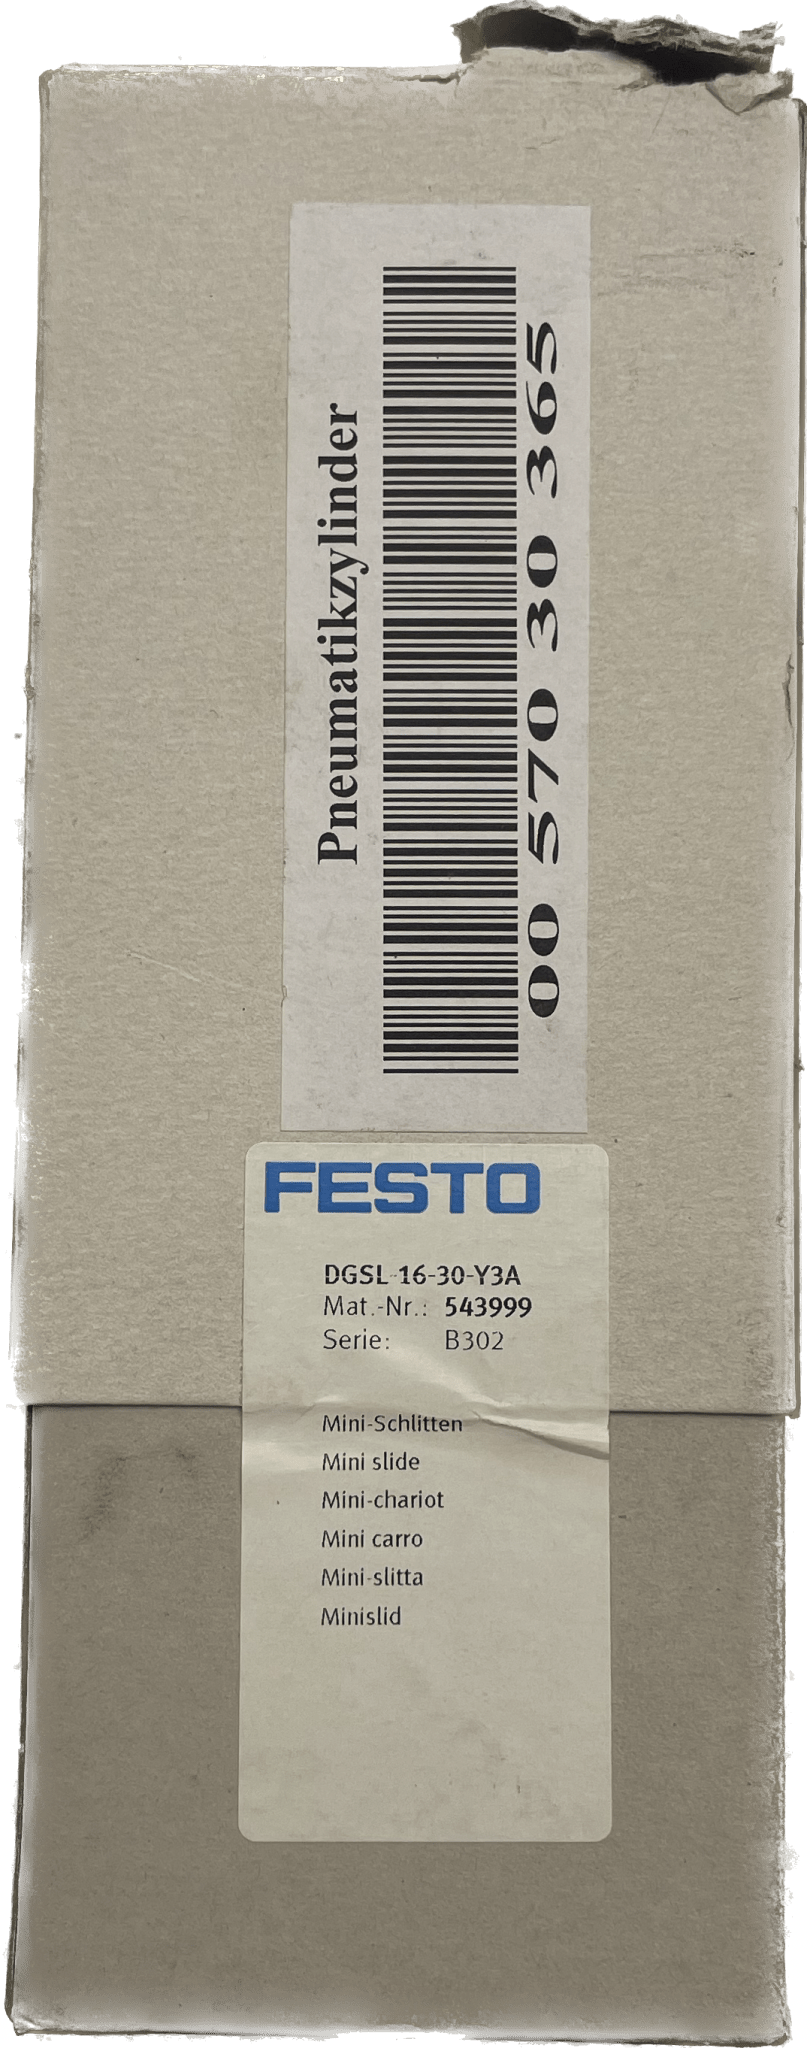 Pneumatikzylinder
00 570 30 365
FESTO
DGSL-16-30-Y3A
Mat.-Nr.: 543999
Serie: B302
Mini-Schlitten
Mini slide
Mini-chariot
Mini carro
Mini-slitta
Minislid